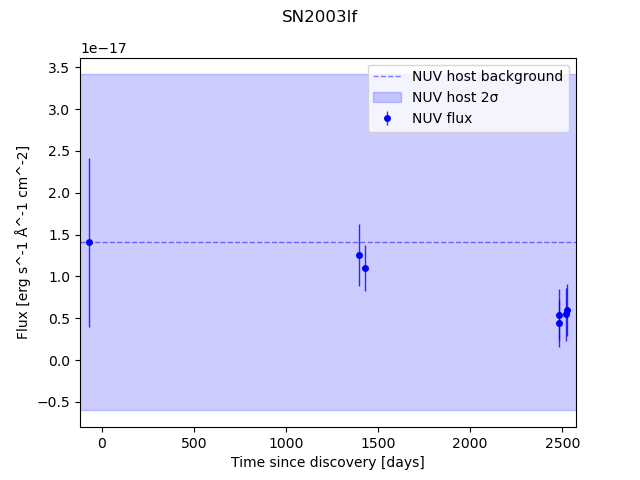 SN2003lf
1e−17
3.5
3.0
2.5
2.0
1.5
1.0
0.5
0.0
−0.5
Flux [erg s^-1 Å^-1 cm^-2]
NUV host background
NUV host 2σ
NUV flux
0 500 1000 1500 2000 2500
Time since discovery [days]